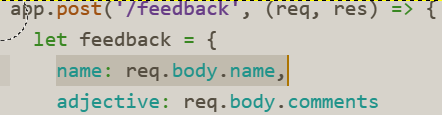 app.post('/feedback', (req, res) => {
let feedback = {
name: req.body.name,
adjective: req.body.comments